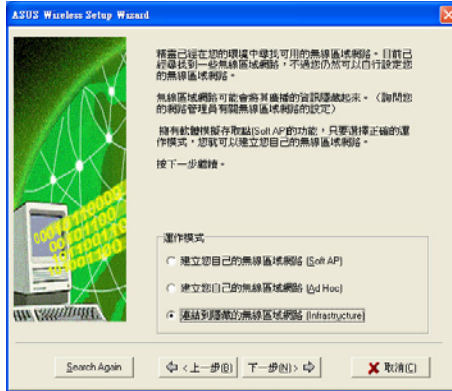 ASUS Wireless Setup Wizard
精靈已經在您的環境中尋找可用的無線區域網路。目前已
經尋找到一些無線區域網路，不過您仍然可以自行設定您
的無線區域網路。
無線區域網路可能會將其廣播的資訊隱藏起來。（詢問您
的網路管理員有關無線區域網路的設定）
擁有軟體模擬存取點(Soft AP)的功能，只要選擇正確的運
作模式，您就可以建立您自己的無線區域網路。
按下一步繼續。
運作模式
建立您自己的無線區域網路 (Soft AP)
建立您自己的無線區域網路 (Ad Hoc)
連結到隱藏的無線區域網路 (Infrastructure)
Search Again
<上一步(B)
下一步(N)>
取消(C)